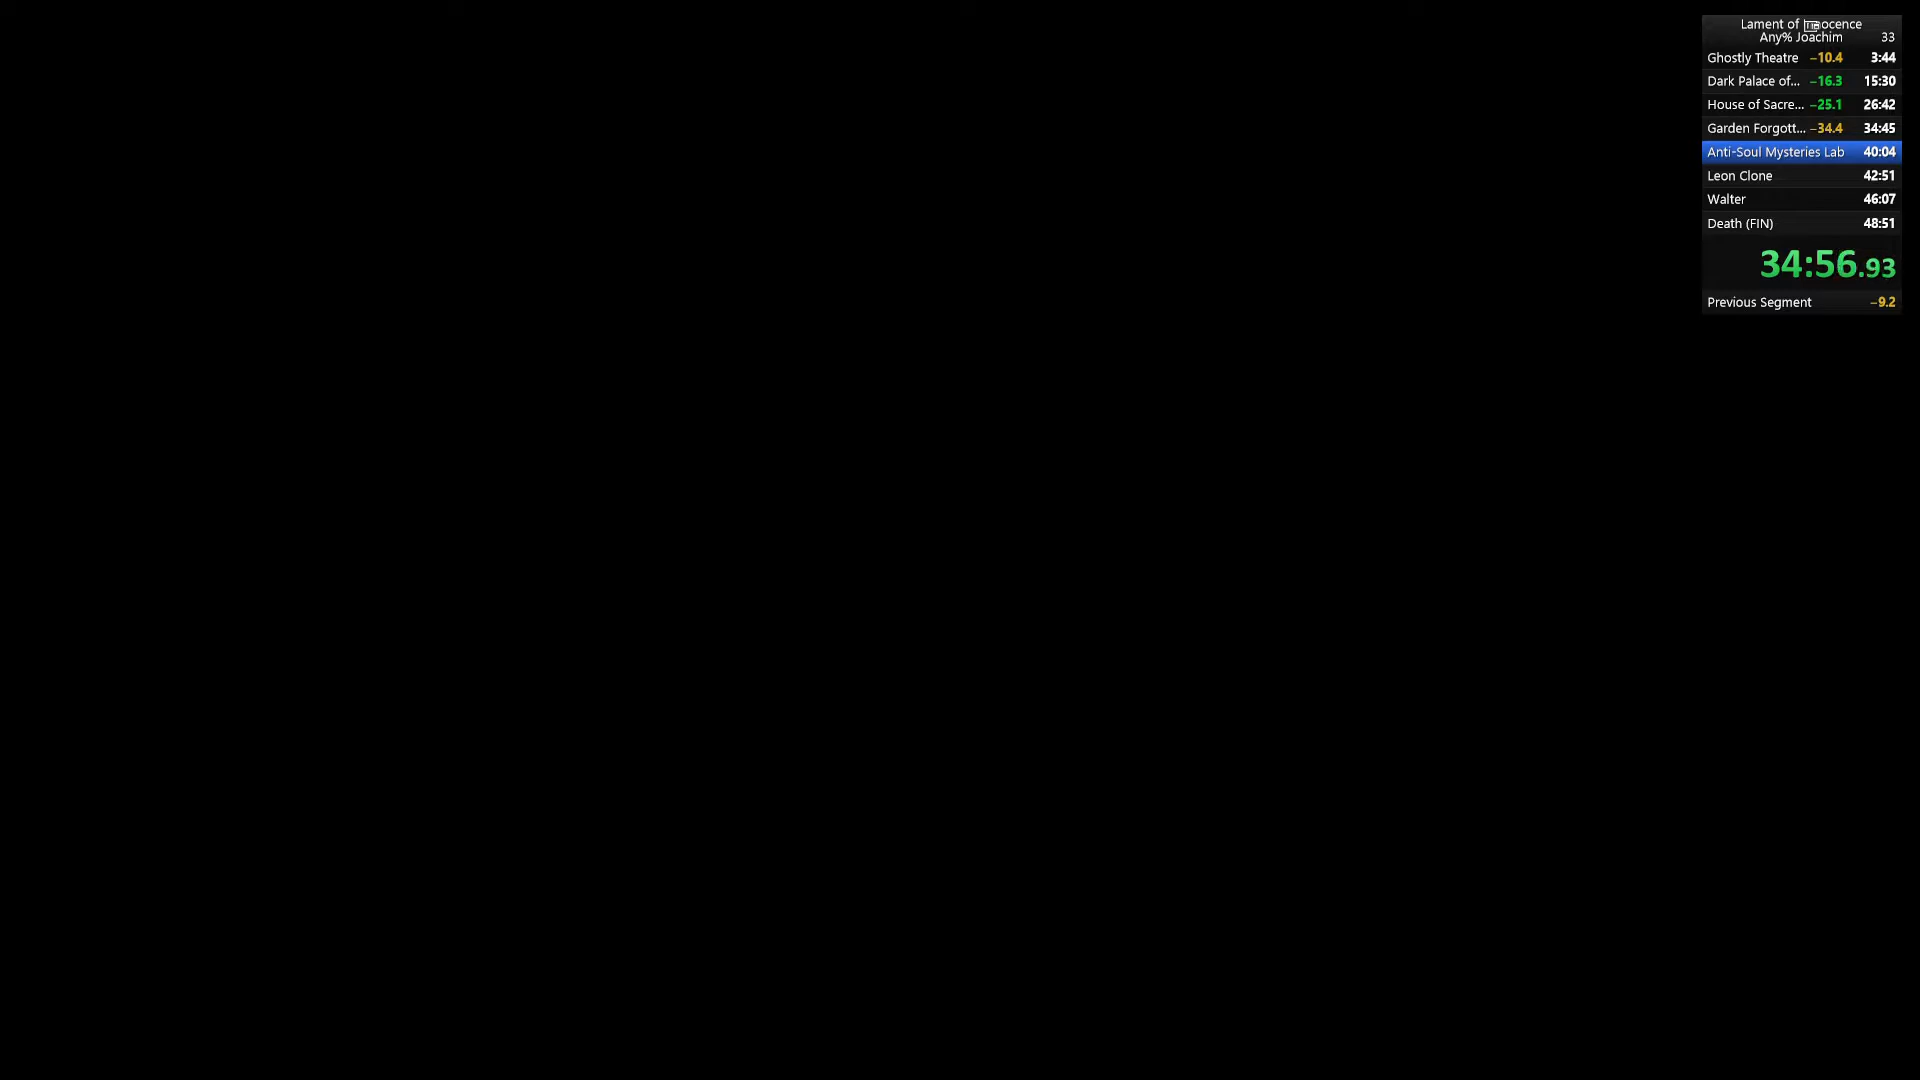 Lament of Innocence
Any% Joachim 33
Ghostly Theatre −10.4 3:44
Dark Palace of... −16.3 15:30
House of Sacre... −25.1 26:42
Garden Forgott... −34.4 34:45
Anti-Soul Mysteries Lab 40:04
Leon Clone 42:51
Walter 46:07
Death (FIN) 48:51
34:56.93
Previous Segment −9.2